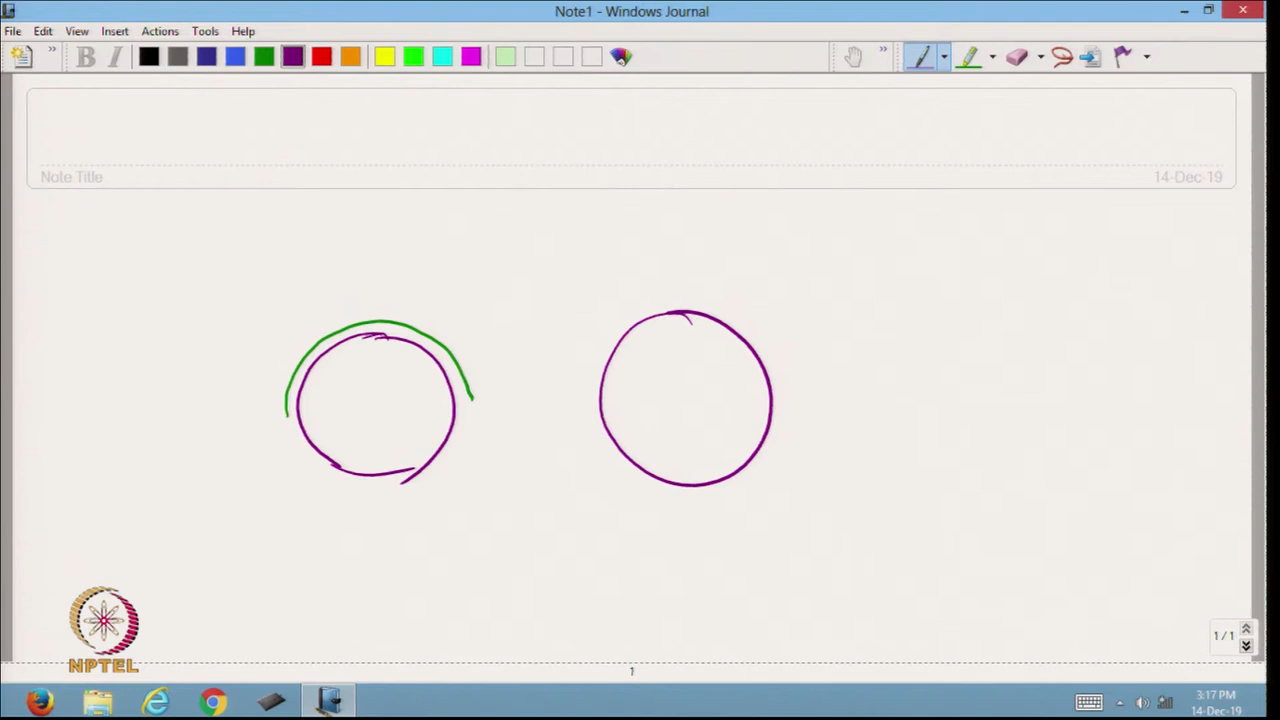 Note1 - Windows Journal
File Edit View Insert Actions Tools Help
B I
Note Title
14-Dec-19
1 / 1
NPTEL
1
3:17 PM
14-Dec-19